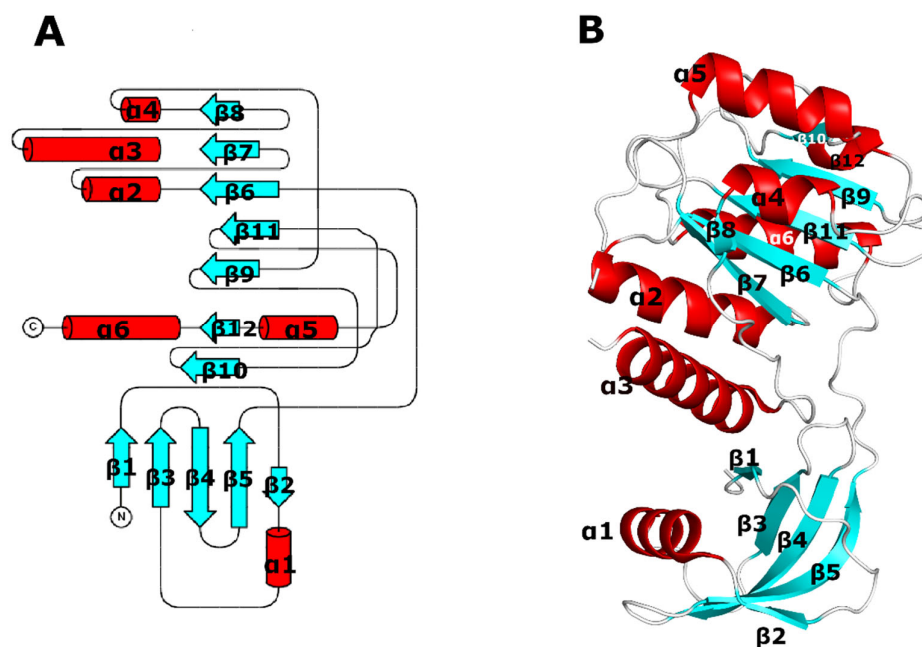 A
α4 β8
α3 β7
α2 β6
β11
β9
C α6 β12 α5
β10
β1 β3 β4 β5 β2
N
α1
B
α5
β10
β12
α4 β9
β8 α6 β11
β7 β6
α2
α3
β1
α1 β3 β4
β5
β2